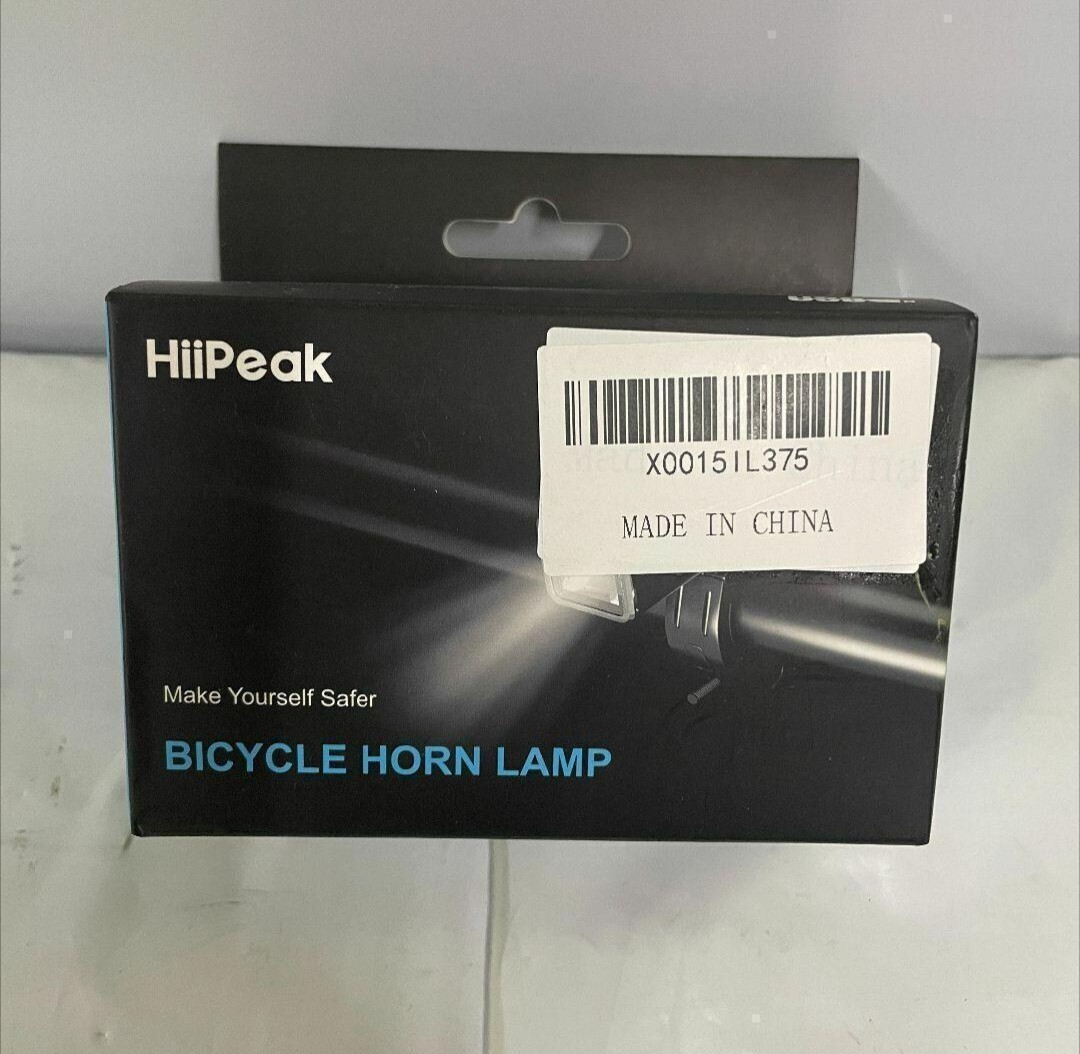 HiiPeak
X0015IL375
MADE IN CHINA
Make Yourself Safer
BICYCLE HORN LAMP